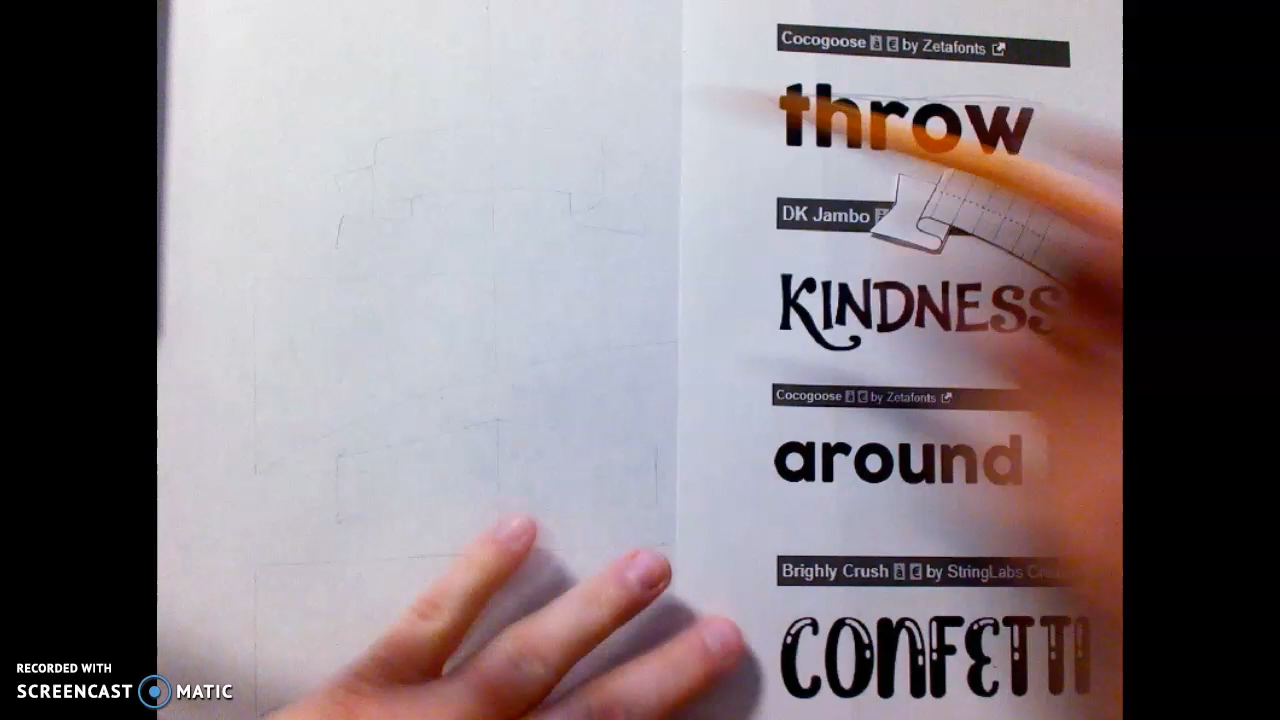 Cocogoose à € by Zetafonts
throw
DK Jambo
KINDNESS
Cocogoose à € by Zetafonts
around
Brighly Crush à € by StringLabs
CONFETTI
RECORDED WITH
SCREENCAST MATIC